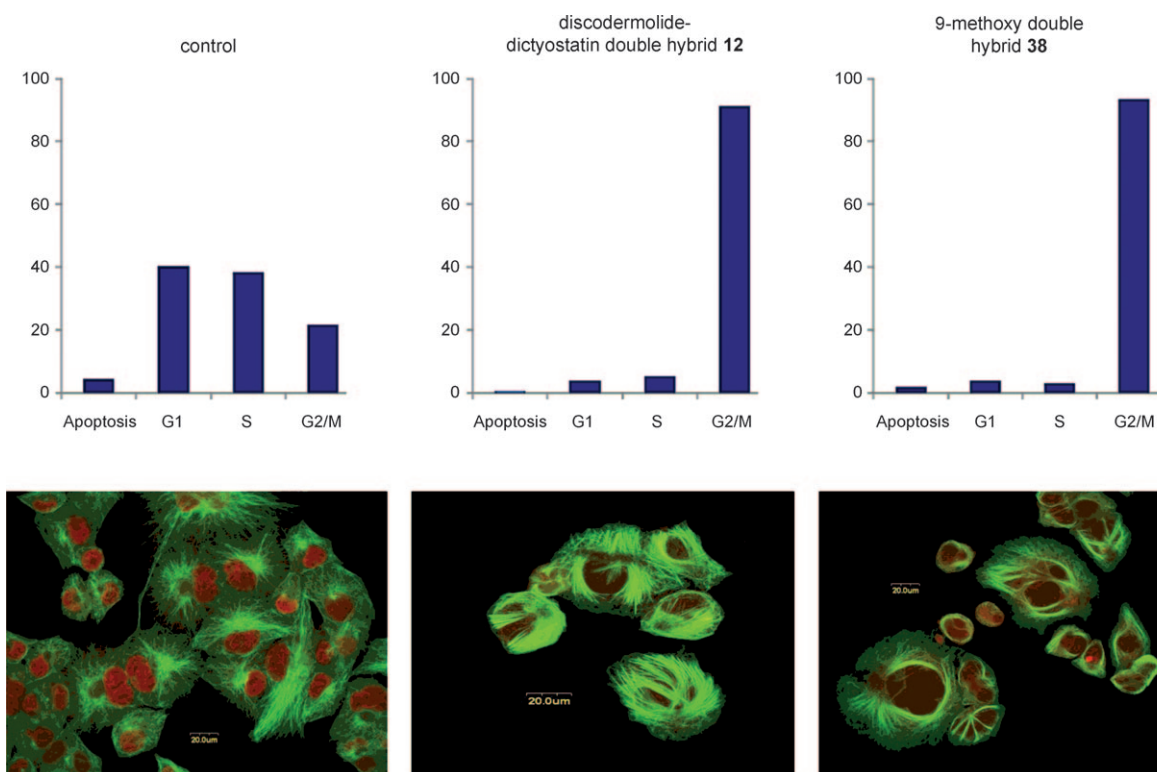 control
discodermolide-
dictyostatin double hybrid 12
9-methoxy double
hybrid 38
100
80
60
40
20
0
Apoptosis G1 S G2/M
100
80
60
40
20
0
Apoptosis G1 S G2/M
100
80
60
40
20
0
Apoptosis G1 S G2/M
20.0um
20.0um
20.0um